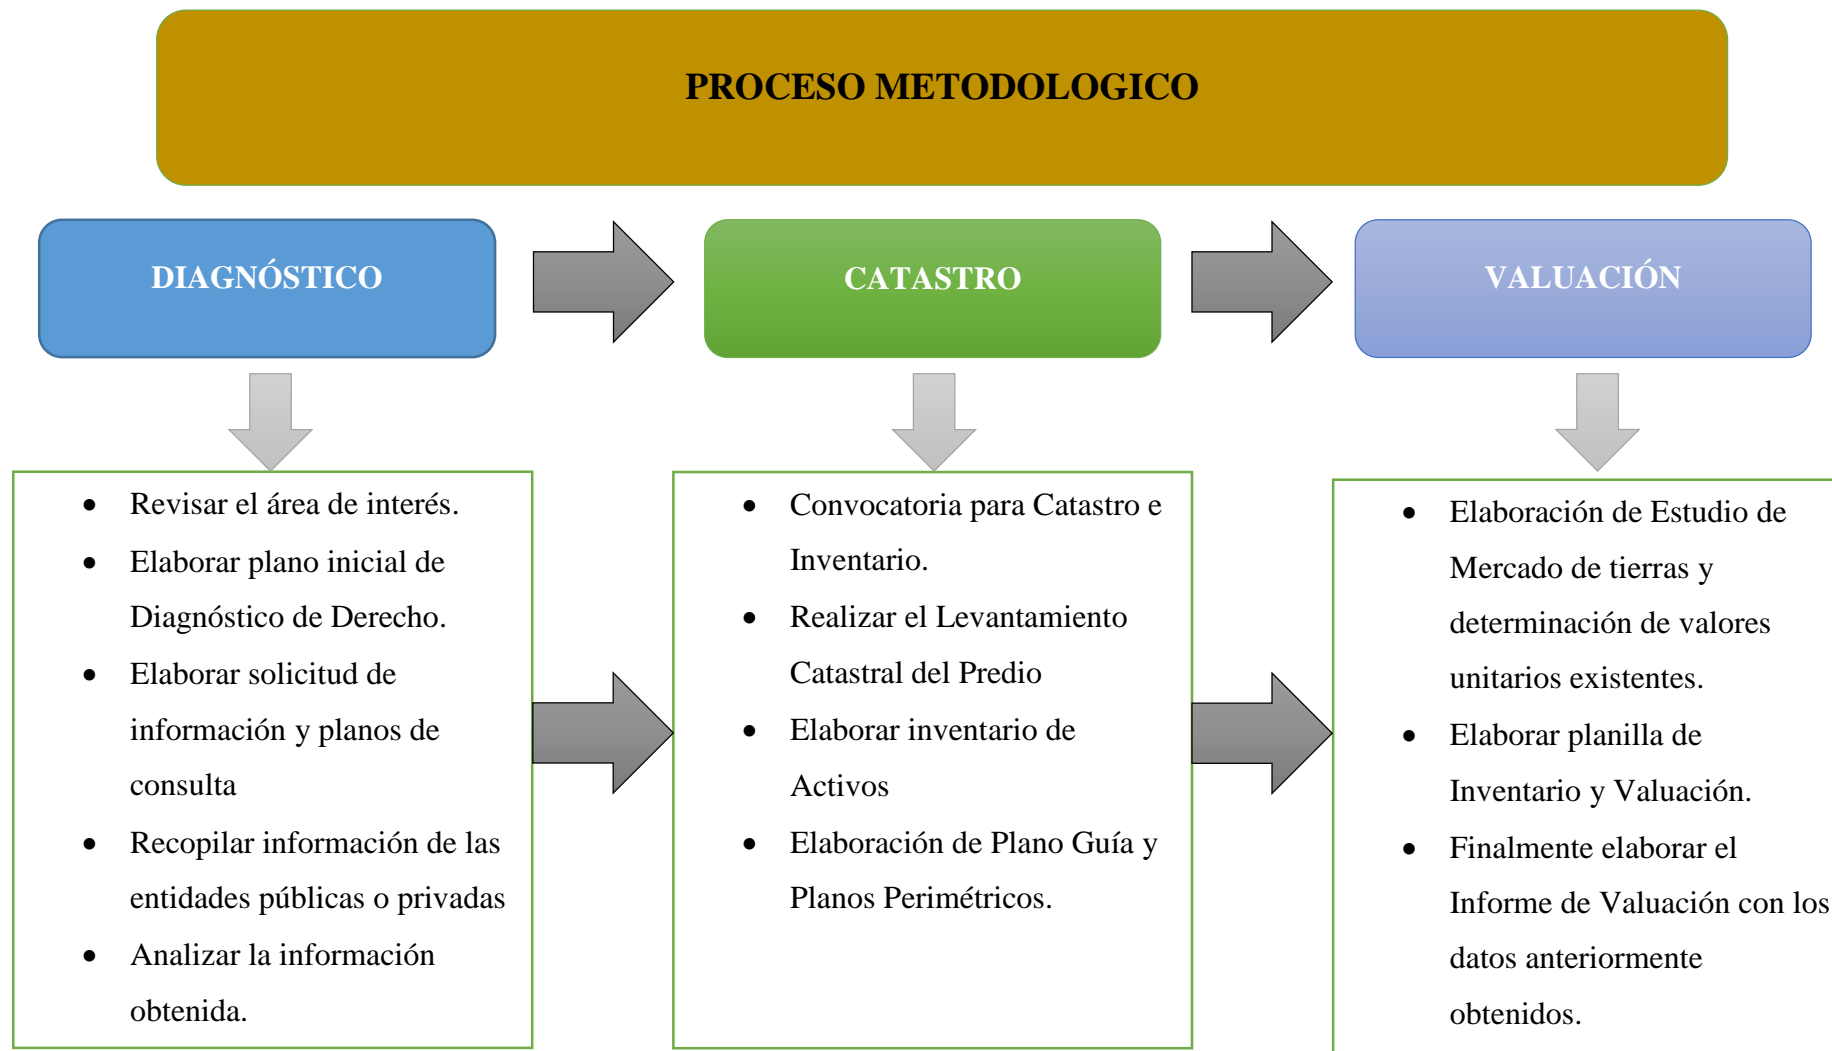 PROCESO METODOLOGICO
DIAGNÓSTICO
CATASTRO
VALUACIÓN
• Revisar el área de interés.
• Elaborar plano inicial de
Diagnóstico de Derecho.
• Elaborar solicitud de
información y planos de
consulta
• Recopilar información de las
entidades públicas o privadas
• Analizar la información
obtenida.
• Convocatoria para Catastro e
Inventario.
• Realizar el Levantamiento
Catastral del Predio
• Elaborar inventario de
Activos
• Elaboración de Plano Guía y
Planos Perimétricos.
• Elaboración de Estudio de
Mercado de tierras y
determinación de valores
unitarios existentes.
• Elaborar planilla de
Inventario y Valuación.
• Finalmente elaborar el
Informe de Valuación con los
datos anteriormente
obtenidos.